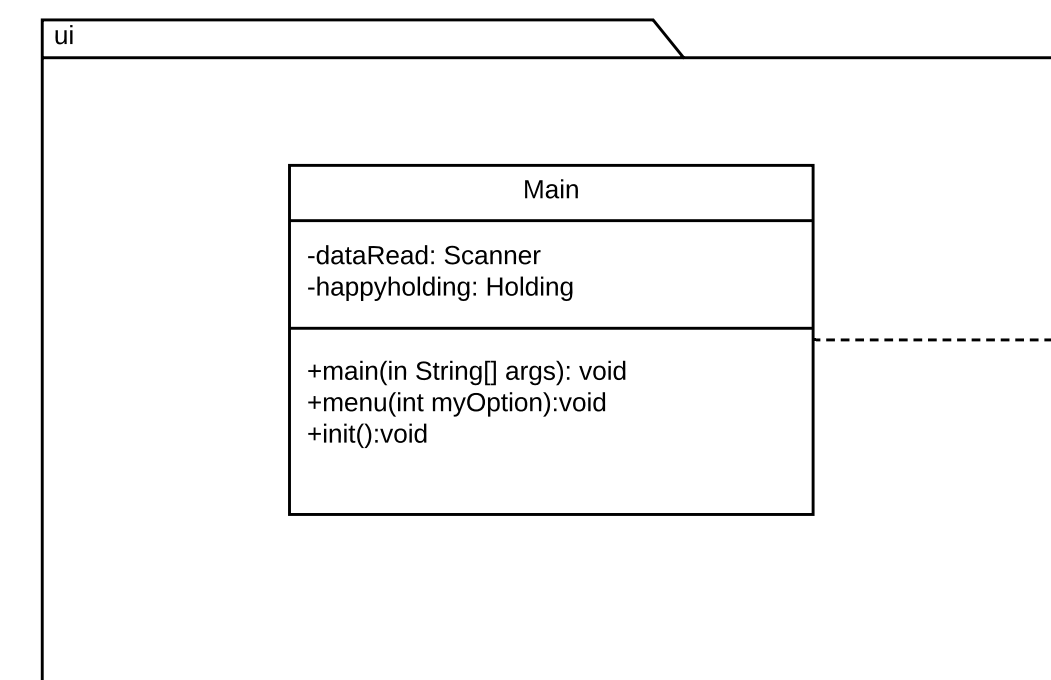 ui
Main
-dataRead: Scanner
-happyholding: Holding
+main(in String[] args): void
+menu(int myOption):void
+init():void